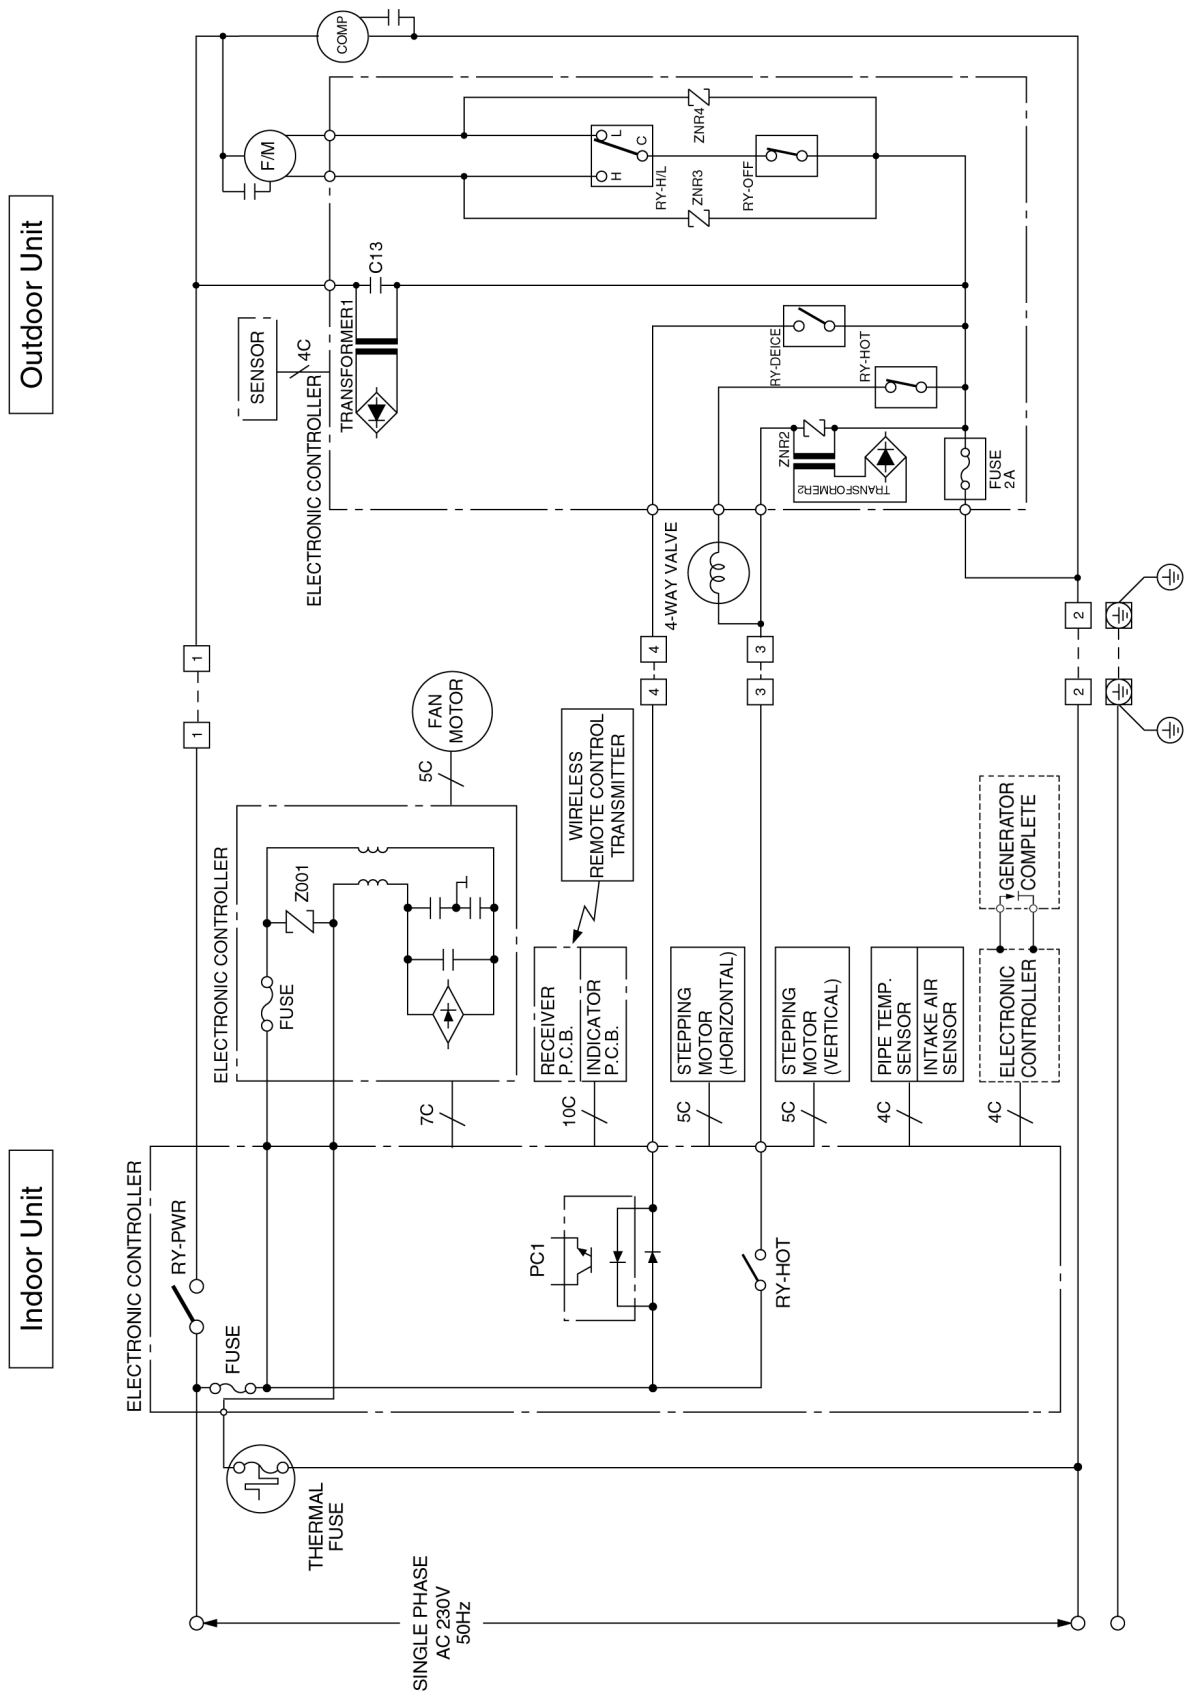 Indoor Unit
Outdoor Unit
SINGLE PHASE
AC 230V
50Hz
THERMAL
FUSE
ELECTRONIC CONTROLLER
RY-PWR
FUSE
PC1
RY-HOT
7C
10C
5C
5C
4C
4C
ELECTRONIC CONTROLLER
FUSE
Z001
5C
FAN
MOTOR
RECEIVER
P.C.B.
INDICATOR
P.C.B.
WIRELESS
REMOTE CONTROL
TRANSMITTER
STEPPING
MOTOR
(HORIZONTAL)
STEPPING
MOTOR
(VERTICAL)
PIPE TEMP.
SENSOR
INTAKE AIR
SENSOR
ELECTRONIC
CONTROLLER
GENERATOR
COMPLETE
1
1
4
4
3
3
2
2
4-WAY VALVE
ELECTRONIC CONTROLLER
SENSOR
4C
TRANSFORMER1
C13
TRANSFORMER2
ZNR2
FUSE
2A
RY-DEICE
RY-HOT
F/M
COMP
H
L
C
RY-H/L
ZNR3
ZNR4
RY-OFF